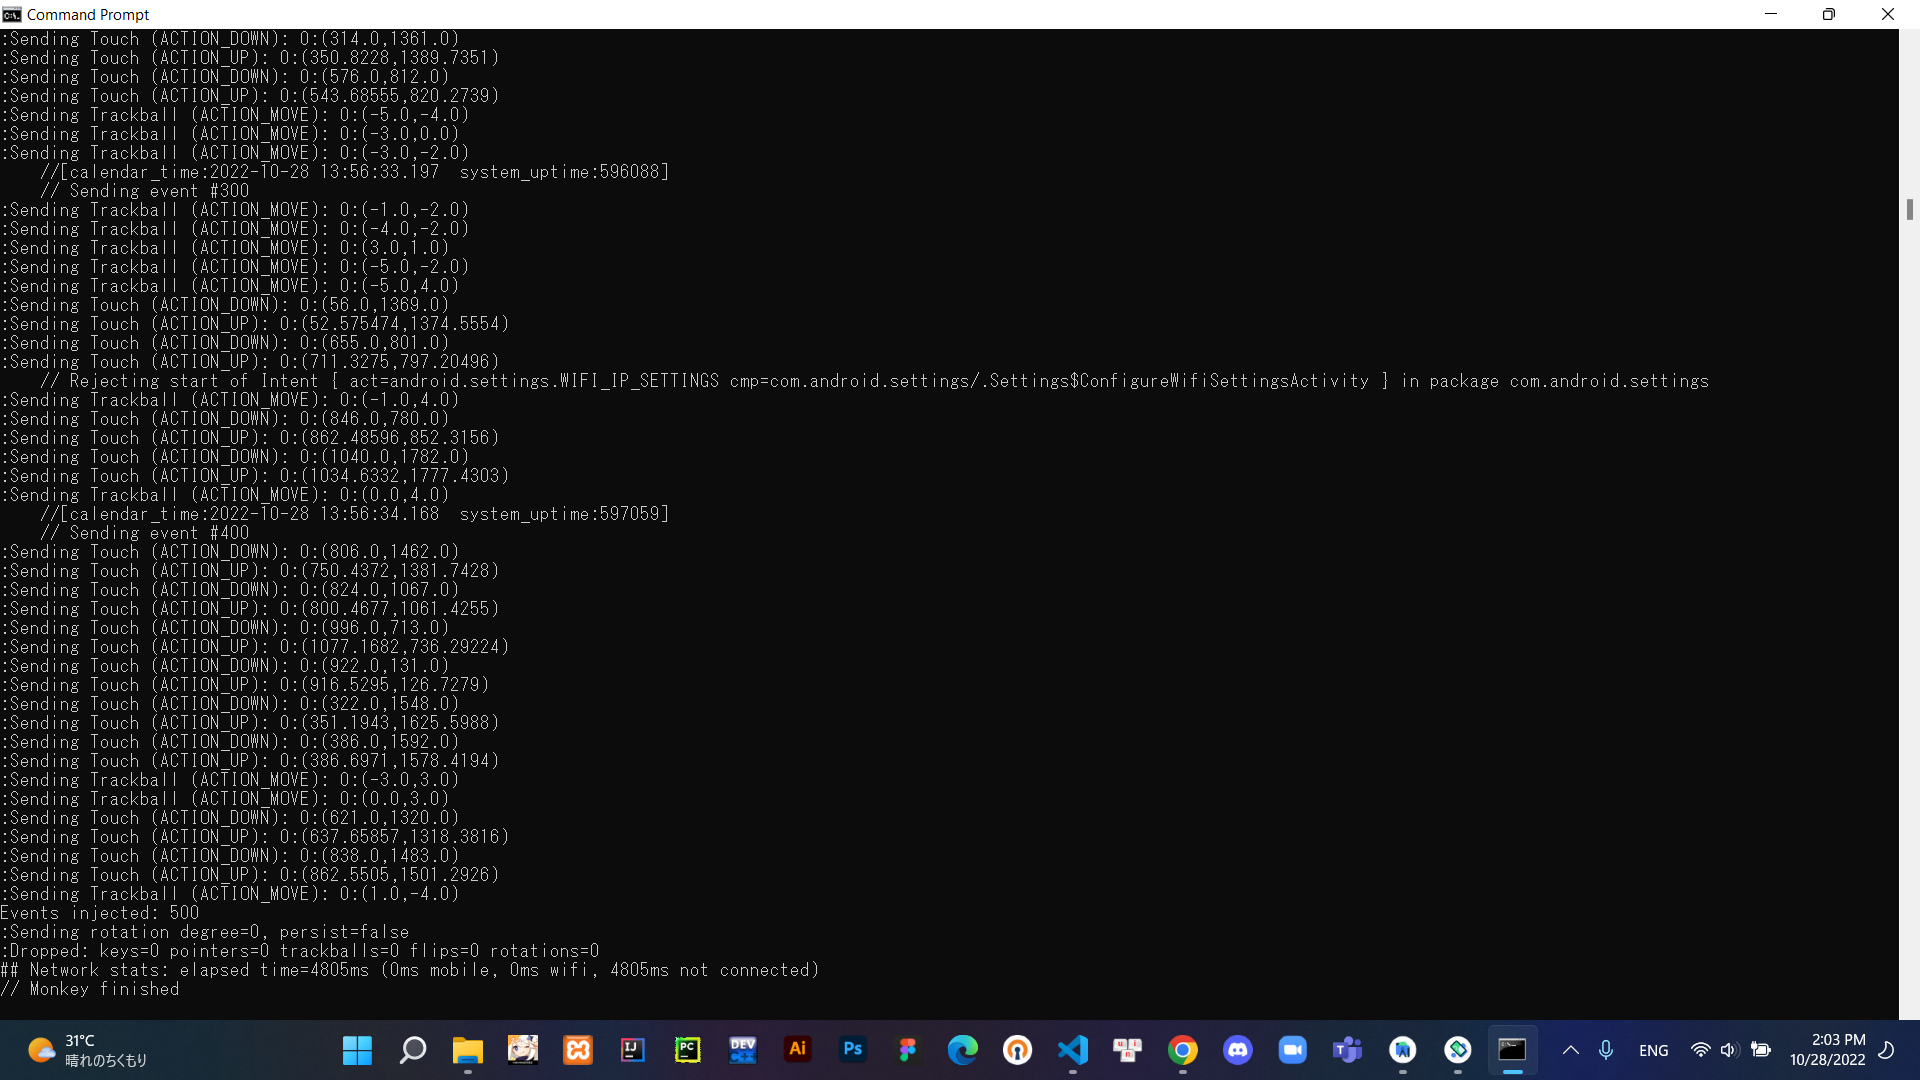 Command Prompt
:Sending Touch (ACTION_DOWN): 0:(314.0,1361.0)
:Sending Touch (ACTION_UP): 0:(350.8228,1389.7351)
:Sending Touch (ACTION_DOWN): 0:(576.0,812.0)
:Sending Touch (ACTION_UP): 0:(543.68555,820.2739)
:Sending Trackball (ACTION_MOVE): 0:(-5.0,-4.0)
:Sending Trackball (ACTION_MOVE): 0:(-3.0,0.0)
:Sending Trackball (ACTION_MOVE): 0:(-3.0,-2.0)
    //[calendar_time:2022-10-28 13:56:33.197  system_uptime:596088]
    // Sending event #300
:Sending Trackball (ACTION_MOVE): 0:(-1.0,-2.0)
:Sending Trackball (ACTION_MOVE): 0:(-4.0,-2.0)
:Sending Trackball (ACTION_MOVE): 0:(3.0,1.0)
:Sending Trackball (ACTION_MOVE): 0:(-5.0,-2.0)
:Sending Trackball (ACTION_MOVE): 0:(-5.0,4.0)
:Sending Touch (ACTION_DOWN): 0:(56.0,1369.0)
:Sending Touch (ACTION_UP): 0:(52.575474,1374.5554)
:Sending Touch (ACTION_DOWN): 0:(655.0,801.0)
:Sending Touch (ACTION_UP): 0:(711.3275,797.20496)
    // Rejecting start of Intent { act=android.settings.WIFI_IP_SETTINGS cmp=com.android.settings/.Settings$ConfigureWifiSettingsActivity } in package com.android.settings
:Sending Trackball (ACTION_MOVE): 0:(-1.0,4.0)
:Sending Touch (ACTION_DOWN): 0:(846.0,780.0)
:Sending Touch (ACTION_UP): 0:(862.48596,852.3156)
:Sending Touch (ACTION_DOWN): 0:(1040.0,1782.0)
:Sending Touch (ACTION_UP): 0:(1034.6332,1777.4303)
:Sending Trackball (ACTION_MOVE): 0:(0.0,4.0)
    //[calendar_time:2022-10-28 13:56:34.168  system_uptime:597059]
    // Sending event #400
:Sending Touch (ACTION_DOWN): 0:(806.0,1462.0)
:Sending Touch (ACTION_UP): 0:(750.4372,1381.7428)
:Sending Touch (ACTION_DOWN): 0:(824.0,1067.0)
:Sending Touch (ACTION_UP): 0:(800.4677,1061.4255)
:Sending Touch (ACTION_DOWN): 0:(996.0,713.0)
:Sending Touch (ACTION_UP): 0:(1077.1682,736.29224)
:Sending Touch (ACTION_DOWN): 0:(922.0,131.0)
:Sending Touch (ACTION_UP): 0:(916.5295,126.7279)
:Sending Touch (ACTION_DOWN): 0:(322.0,1548.0)
:Sending Touch (ACTION_UP): 0:(351.1943,1625.5988)
:Sending Touch (ACTION_DOWN): 0:(386.0,1592.0)
:Sending Touch (ACTION_UP): 0:(386.6971,1578.4194)
:Sending Trackball (ACTION_MOVE): 0:(-3.0,3.0)
:Sending Trackball (ACTION_MOVE): 0:(0.0,3.0)
:Sending Touch (ACTION_DOWN): 0:(621.0,1320.0)
:Sending Touch (ACTION_UP): 0:(637.65857,1318.3816)
:Sending Touch (ACTION_DOWN): 0:(838.0,1483.0)
:Sending Touch (ACTION_UP): 0:(862.5505,1501.2926)
:Sending Trackball (ACTION_MOVE): 0:(1.0,-4.0)
Events injected: 500
:Sending rotation degree=0, persist=false
:Dropped: keys=0 pointers=0 trackballs=0 flips=0 rotations=0
## Network stats: elapsed time=4805ms (0ms mobile, 0ms wifi, 4805ms not connected)
// Monkey finished
31°C
晴れのちくもり
IJ
PC
DEV
C++
Ai
Ps
ENG
2:03 PM
10/28/2022